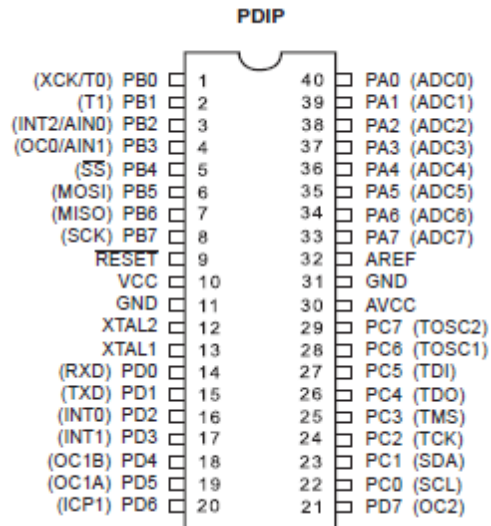 PDIP
(XCK/T0) PB0 1 40 PA0 (ADC0)
(T1) PB1 2 39 PA1 (ADC1)
(INT2/AIN0) PB2 3 38 PA2 (ADC2)
(OC0/AIN1) PB3 4 37 PA3 (ADC3)
(S̅S̅) PB4 5 36 PA4 (ADC4)
(MOSI) PB5 6 35 PA5 (ADC5)
(MISO) PB6 7 34 PA6 (ADC6)
(SCK) PB7 8 33 PA7 (ADC7)
R̅E̅S̅E̅T̅ 9 32 AREF
VCC 10 31 GND
GND 11 30 AVCC
XTAL2 12 29 PC7 (TOSC2)
XTAL1 13 28 PC6 (TOSC1)
(RXD) PD0 14 27 PC5 (TDI)
(TXD) PD1 15 26 PC4 (TDO)
(INT0) PD2 16 25 PC3 (TMS)
(INT1) PD3 17 24 PC2 (TCK)
(OC1B) PD4 18 23 PC1 (SDA)
(OC1A) PD5 19 22 PC0 (SCL)
(ICP1) PD6 20 21 PD7 (OC2)